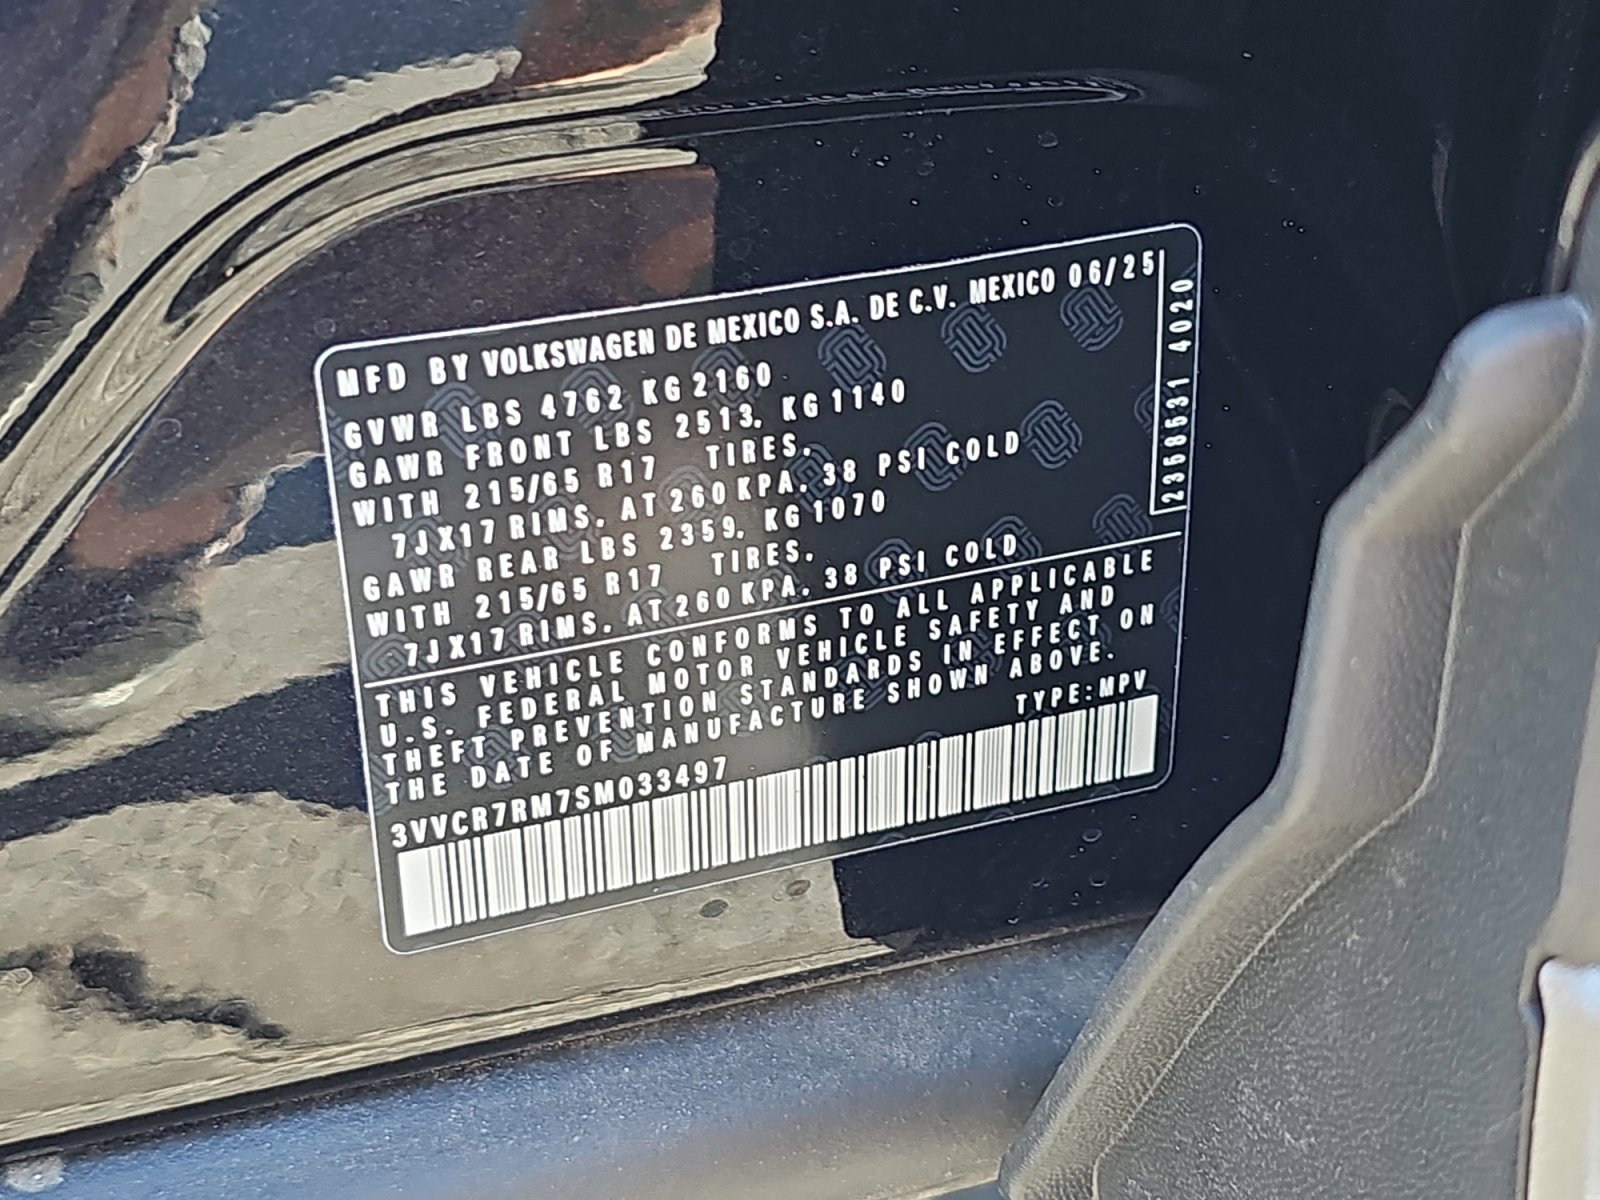 MFD BY VOLKSWAGEN DE MEXICO S.A. DE C.V. MEXICO 06/25
GVWR LBS 4762 KG 2160
GAWR FRONT LBS 2513. KG 1140
WITH 215/65 R17 TIRES.
7JX17 RIMS. AT 260 KPA. 38 PSI COLD
GAWR REAR LBS 2359. KG 1070
WITH 215/65 R17 TIRES.
7JX17 RIMS. AT 260 KPA. 38 PSI COLD
THIS VEHICLE CONFORMS TO ALL APPLICABLE
U.S. FEDERAL MOTOR VEHICLE SAFETY AND
THEFT PREVENTION STANDARDS IN EFFECT ON
THE DATE OF MANUFACTURE SHOWN ABOVE.
TYPE:MPV
3VVCR7RM7SM033497
2368531 4020